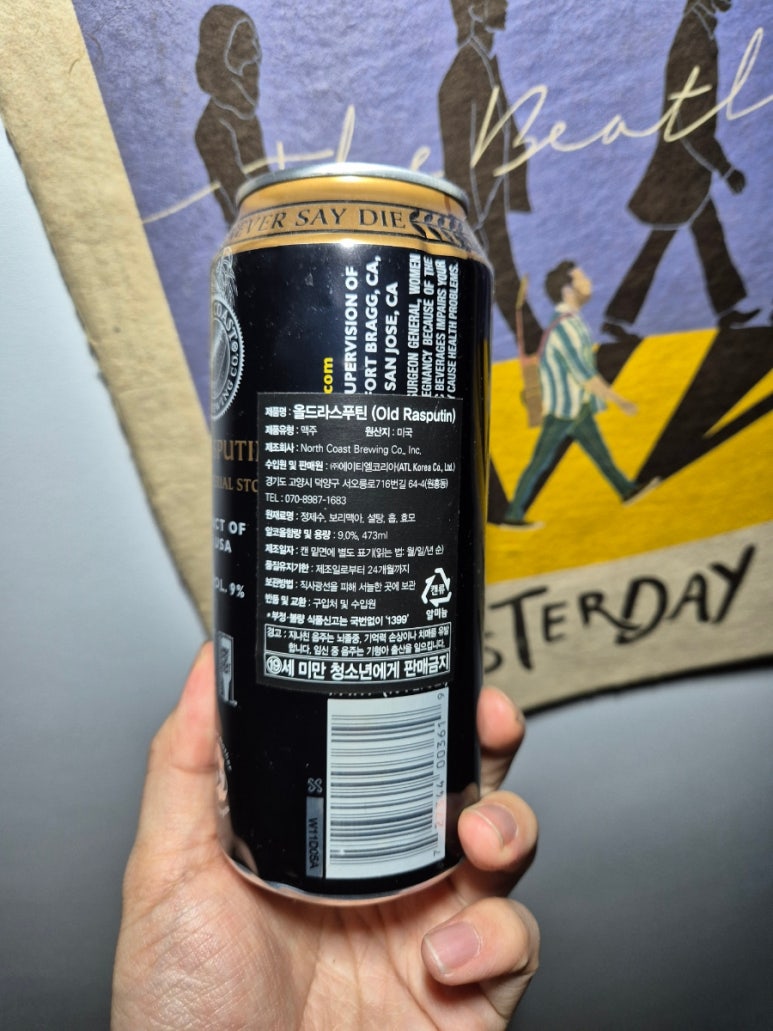 The Beatl
EVER SAY DIE
COAST
ING CO.
.com
UPERVISION OF
ORT BRAGG, CA,
SAN JOSE, CA
SURGEON GENERAL, WOMEN
EGNANCY BECAUSE OF THE
BEVERAGES IMPAIRS YOUR
CAUSE HEALTH PROBLEMS.
PUTIN
IAL STO
CT OF
USA
OL. 9%
제품명 : 올드라스푸틴 (Old Rasputin)
제품유형 : 맥주 원산지 : 미국
제조회사 : North Coast Brewing Co., Inc.
수입원 및 판매원 : ㈜에이티엘코리아(ATL Korea Co., Ltd.)
경기도 고양시 덕양구 서오릉로716번길 64-4(원흥동)
TEL : 070-8987-1683
원재료명 : 정제수, 보리맥아, 설탕, 홉, 효모
알코올함량 및 용량 : 9.0%, 473ml
제조일자 : 캔 밑면에 별도 표기(읽는 법: 월/일/년 순)
품질유지기한 : 제조일로부터 24개월까지
보관방법 : 직사광선을 피해 서늘한 곳에 보관
반품 및 교환 : 구입처 및 수입원
캔류
알미늄
*부정·불량 식품신고는 국번없이 '1399'
경고 : 지나친 음주는 뇌졸중, 기억력 손상이나 치매를 유발
합니다. 임신 중 음주는 기형아 출산을 일으킵니다.
⑲세 미만 청소년에게 판매금지
W11D05A
44 00361 9
STERDAY